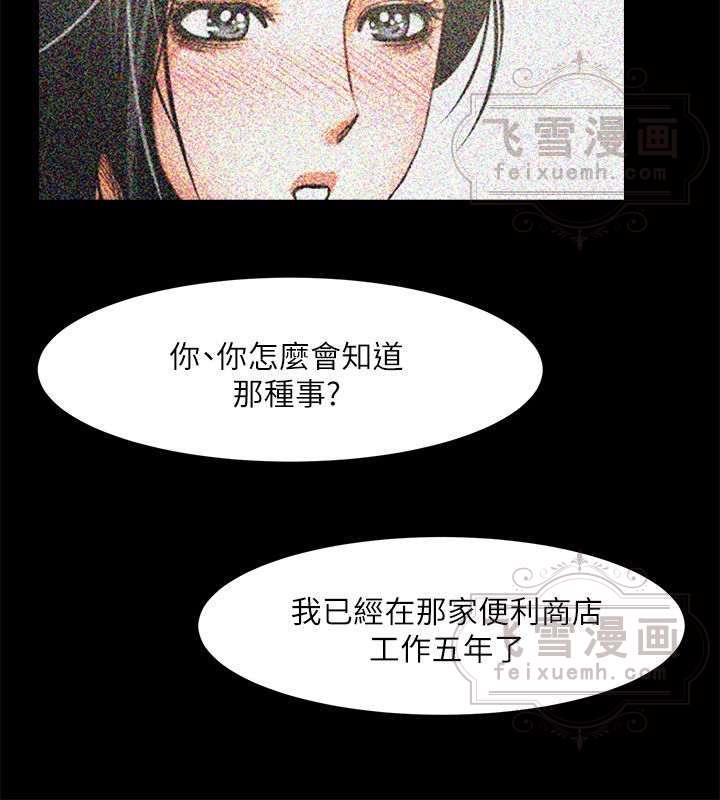 飞雪漫画
feixuemh.com
你、你怎麼會知道
那種事?
我已經在那家便利商店
工作五年了
飞雪漫画
feixuemh.com